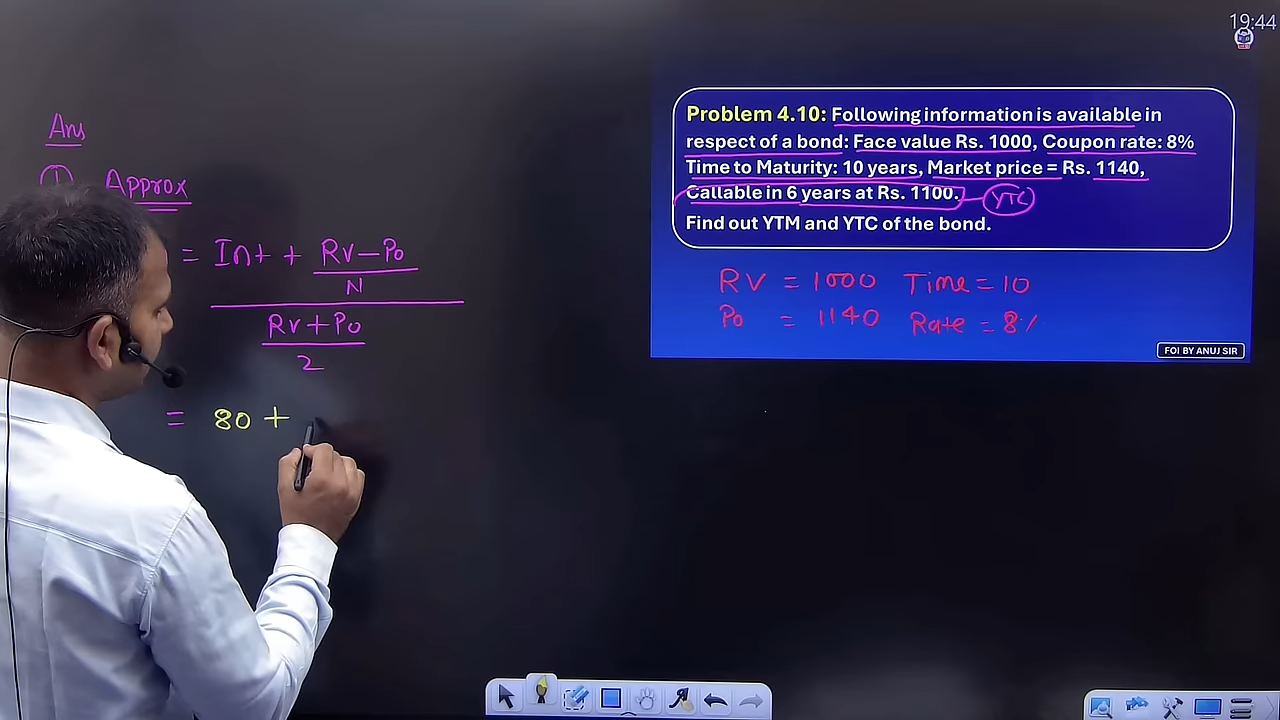 19:44
Ans
① Approx
= Int + RV-Po
N
RV+Po
2
= 80 +
Problem 4.10: Following information is available in
respect of a bond: Face value Rs. 1000, Coupon rate: 8%
Time to Maturity: 10 years, Market price = Rs. 1140,
Callable in 6 years at Rs. 1100. YTC
Find out YTM and YTC of the bond.
RV = 1000 Time = 10
Po = 1140 Rate = 8%
FOI BY ANUJ SIR